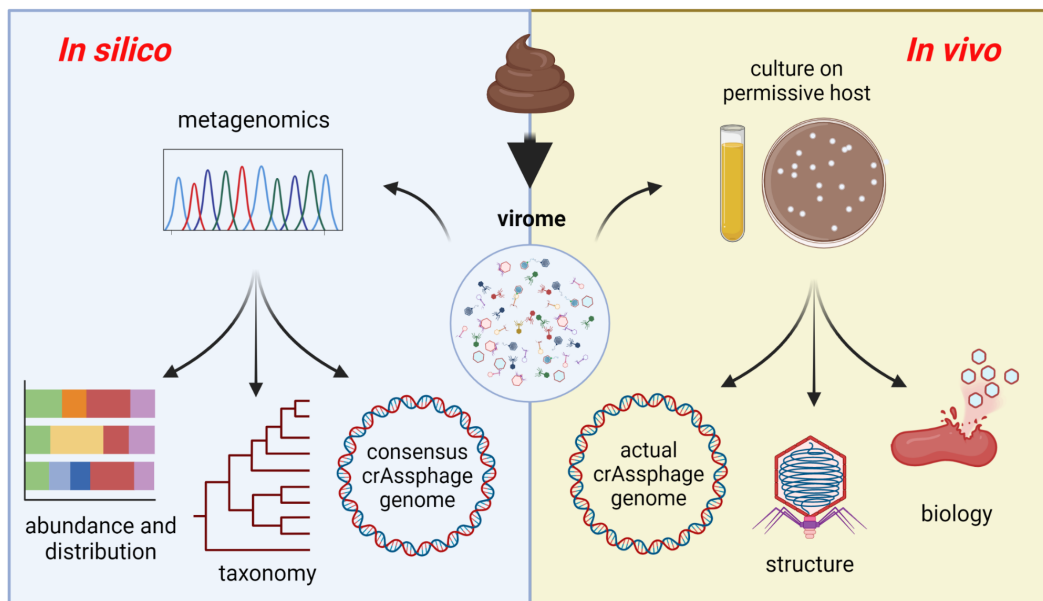 In silico
In vivo
metagenomics
culture on
permissive host
virome
abundance and
distribution
taxonomy
consensus
crAssphage
genome
actual
crAssphage
genome
structure
biology